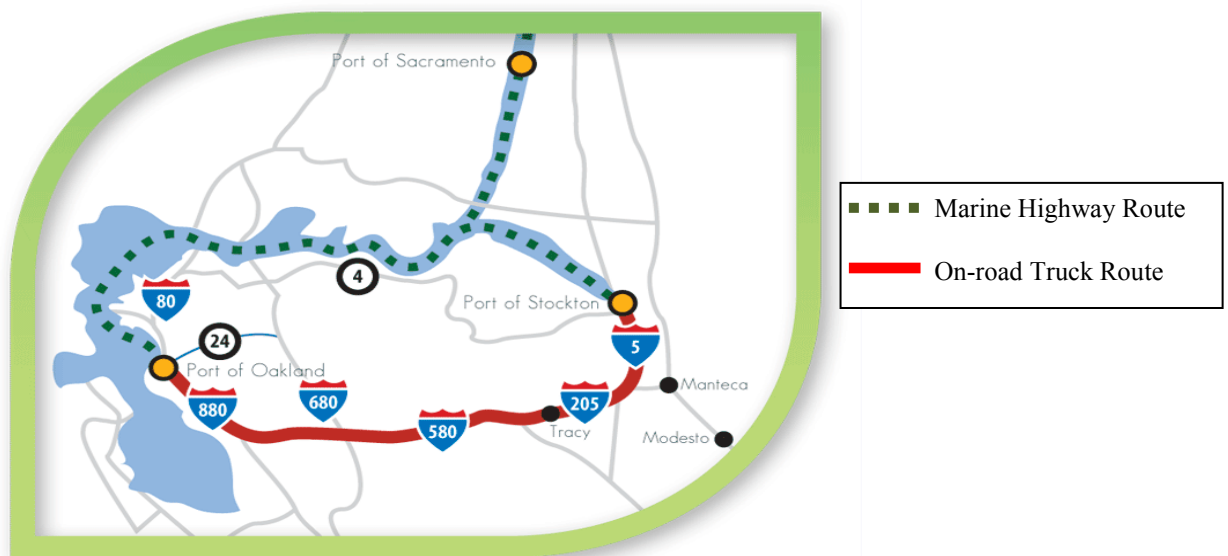 Port of Sacramento
Marine Highway Route
On-road Truck Route
4
80
Port of Stockton
24
5
Port of Oakland
Manteca
880
680
205
580
Tracy
Modesto